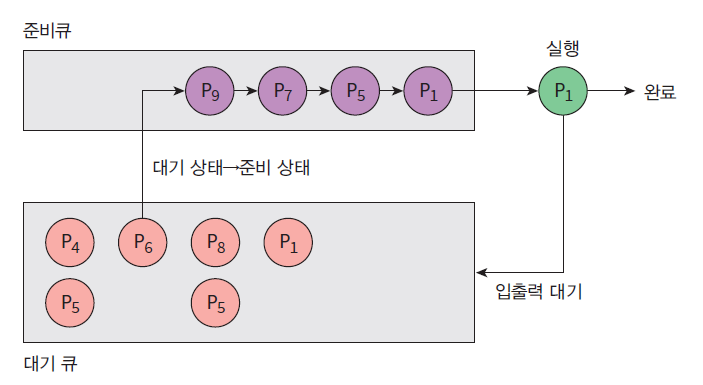 준비큐
실행
P9 P7 P5 P1 P1 완료
대기 상태→준비 상태
P4 P6 P8 P1
P5 P5
입출력 대기
대기 큐